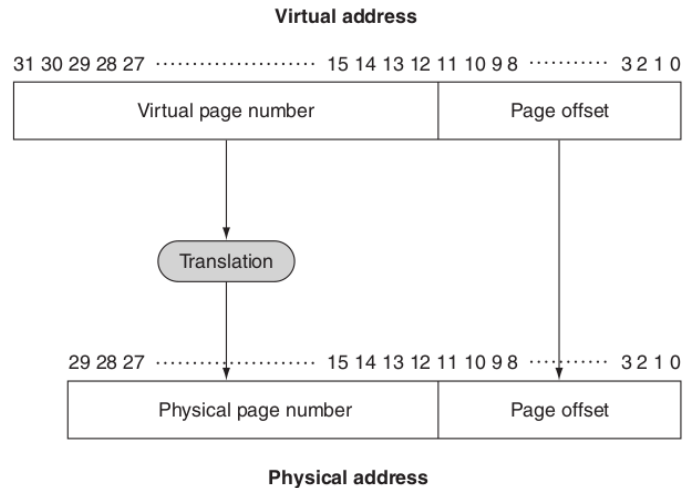 Virtual address
31 30 29 28 27 ······················ 15 14 13 12 11 10 9 8 ··········· 3 2 1 0
Virtual page number Page offset
Translation
29 28 27 ······················ 15 14 13 12 11 10 9 8 ··········· 3 2 1 0
Physical page number Page offset
Physical address